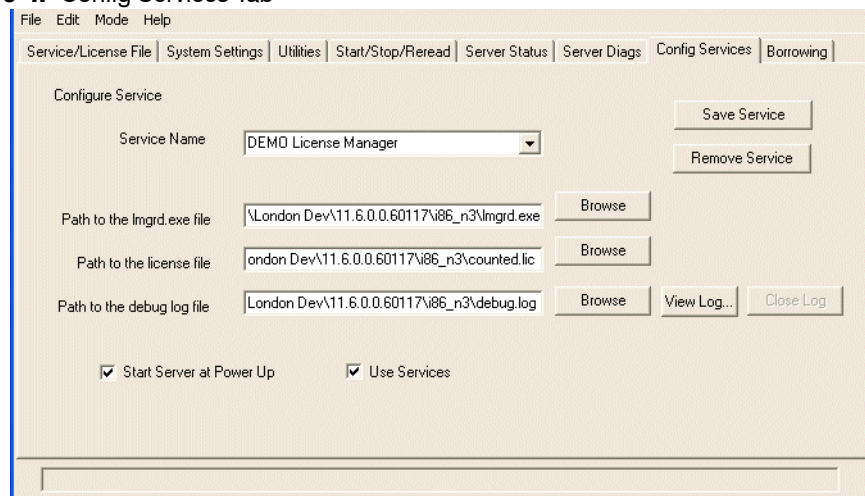 Config Services Tab
File Edit Mode Help
Service/License File System Settings Utilities Start/Stop/Reread Server Status Server Diags Config Services Borrowing
Configure Service
Save Service
Service Name DEMO License Manager
Remove Service
Path to the lmgrd.exe file \London Dev\11.6.0.0.60117\i86_n3\lmgrd.exe Browse
Path to the license file ondon Dev\11.6.0.0.60117\i86_n3\counted.lic Browse
Path to the debug log file London Dev\11.6.0.0.60117\i86_n3\debug.log Browse View Log... Close Log
Start Server at Power Up Use Services